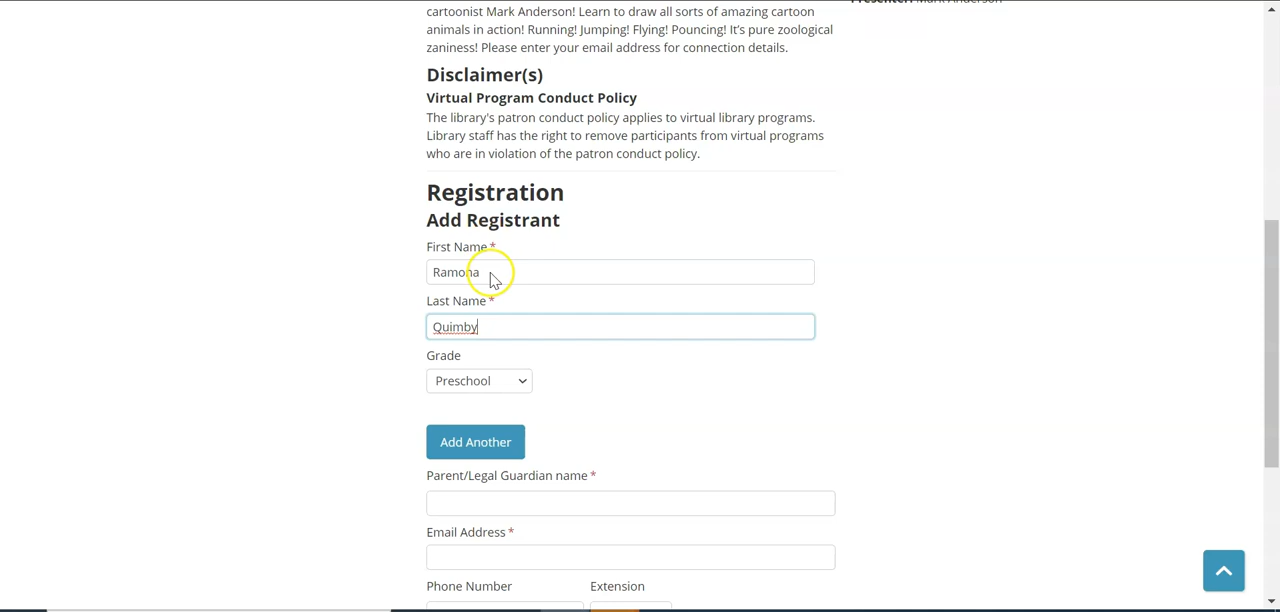 cartoonist Mark Anderson! Learn to draw all sorts of amazing cartoon
animals in action! Running! Jumping! Flying! Pouncing! It's pure zoological
zaniness! Please enter your email address for connection details.
Presenter: Mark Anderson
Disclaimer(s)
Virtual Program Conduct Policy
The library's patron conduct policy applies to virtual library programs.
Library staff has the right to remove participants from virtual programs
who are in violation of the patron conduct policy.
Registration
Add Registrant
First Name *
Ramona
Last Name *
Quimby
Grade
Preschool
Add Another
Parent/Legal Guardian name *
Email Address *
Phone Number Extension